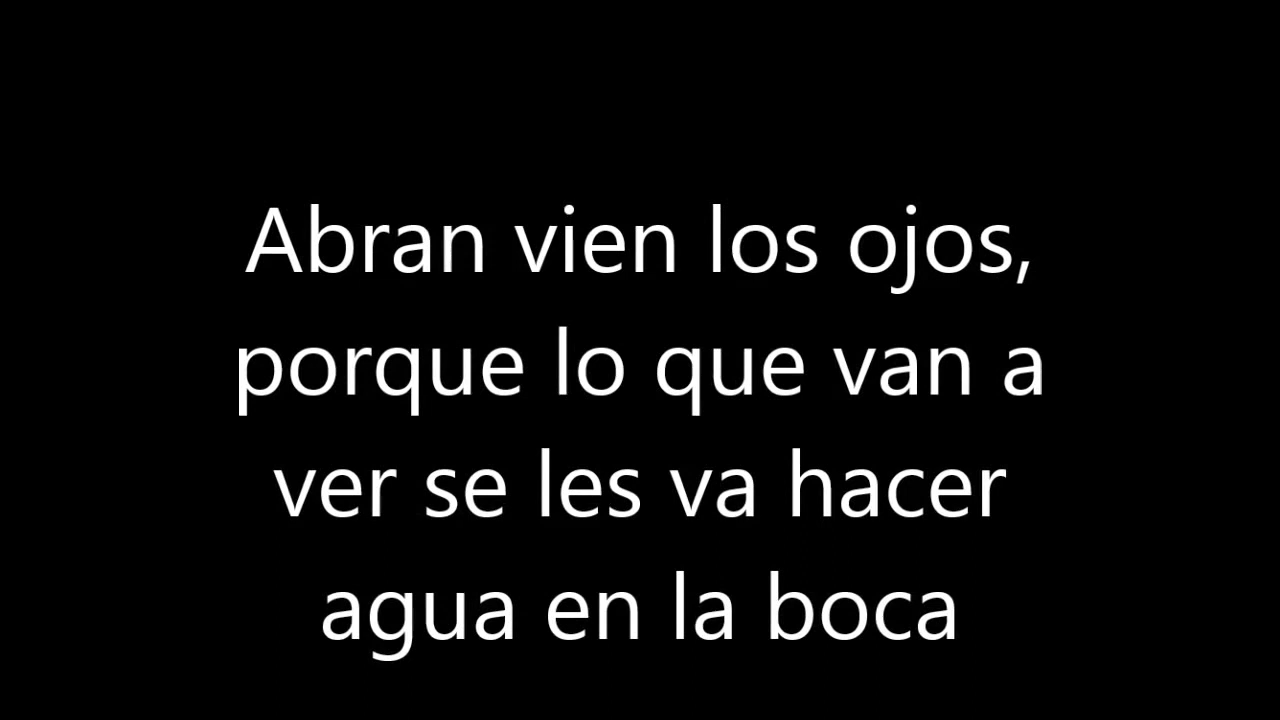 Abran vien los ojos,
porque lo que van a
ver se les va hacer
agua en la boca